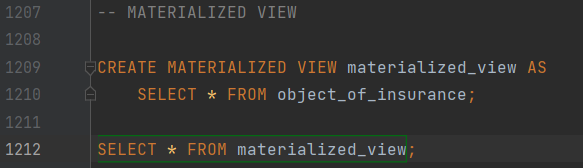 1207 -- MATERIALIZED VIEW
1208
1209 CREATE MATERIALIZED VIEW materialized_view AS
1210     SELECT * FROM object_of_insurance;
1211
1212 SELECT * FROM materialized_view;